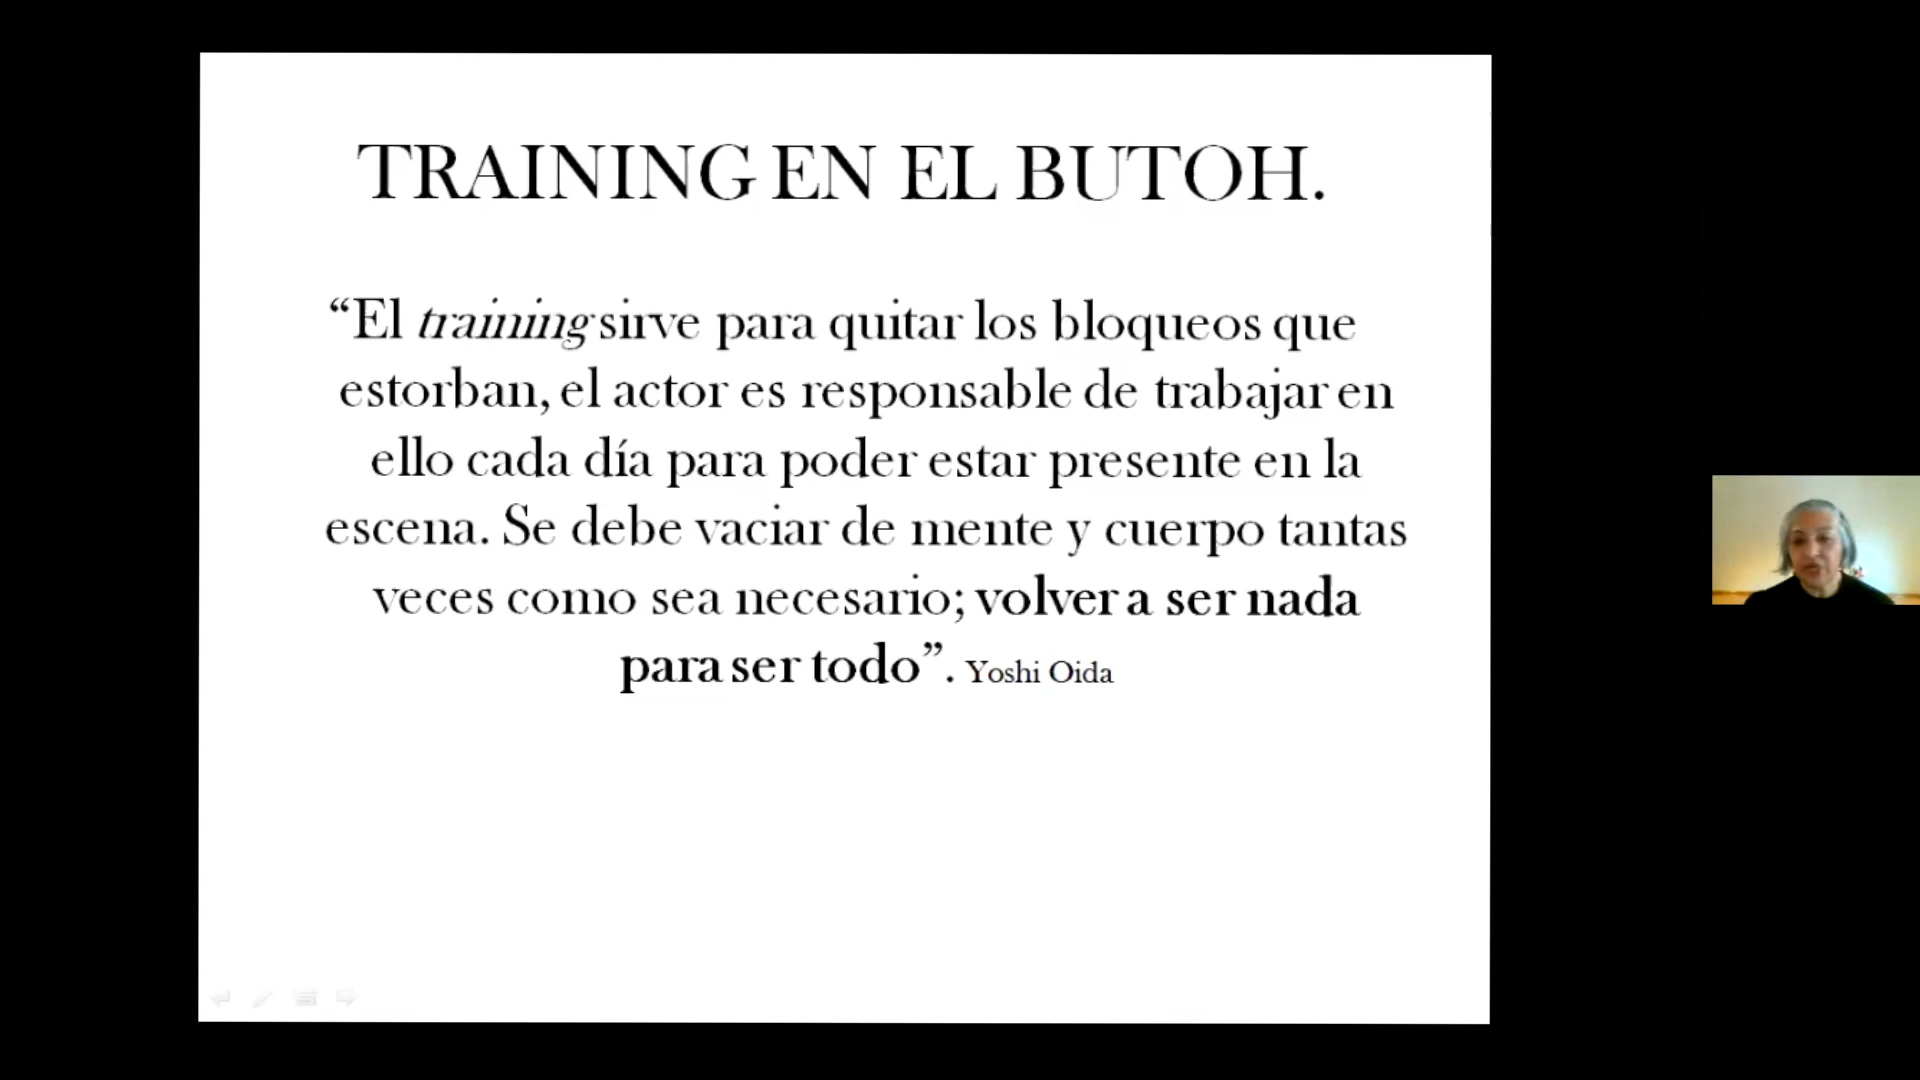 TRAINING EN EL BUTOH.
“El training sirve para quitar los bloqueos que
estorban, el actor es responsable de trabajar en
ello cada día para poder estar presente en la
escena. Se debe vaciar de mente y cuerpo tantas
veces como sea necesario; volver a ser nada
para ser todo”. Yoshi Oida